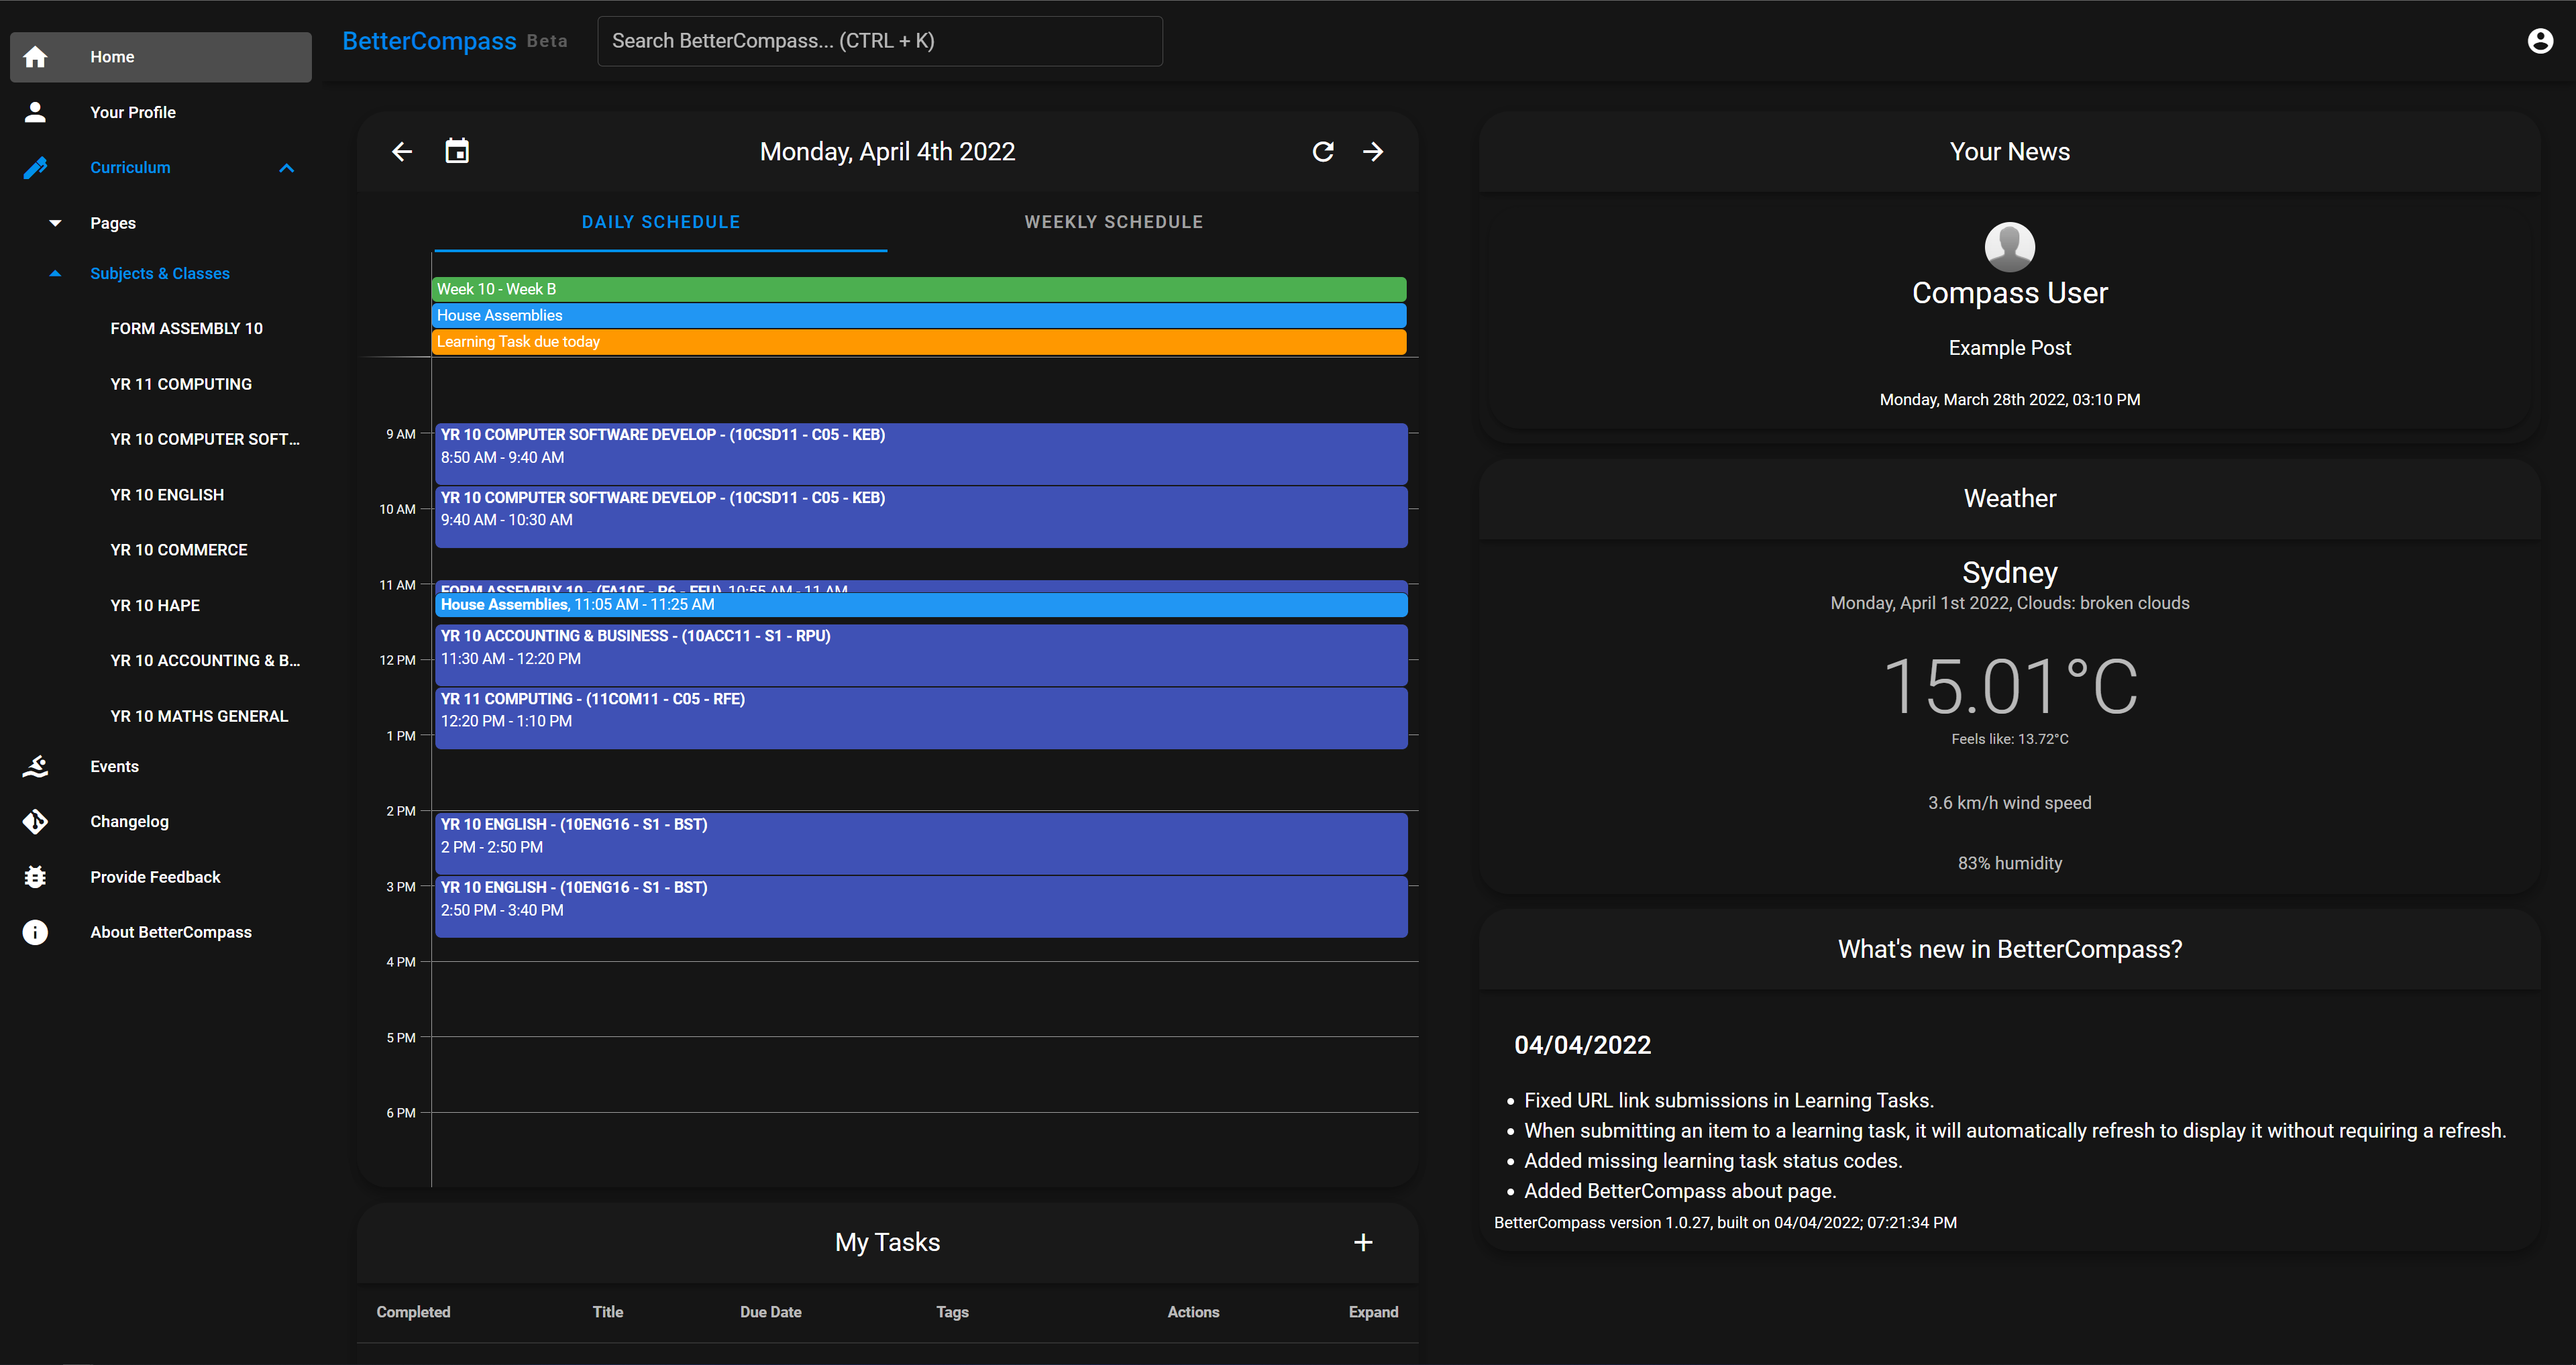 Home
Your Profile
Curriculum
Pages
Subjects & Classes
FORM ASSEMBLY 10
YR 11 COMPUTING
YR 10 COMPUTER SOFT...
YR 10 ENGLISH
YR 10 COMMERCE
YR 10 HAPE
YR 10 ACCOUNTING & B...
YR 10 MATHS GENERAL
Events
Changelog
Provide Feedback
About BetterCompass
BetterCompass Beta
Search BetterCompass... (CTRL + K)
Monday, April 4th 2022
DAILY SCHEDULE WEEKLY SCHEDULE
Week 10 - Week B
House Assemblies
Learning Task due today
9 AM
YR 10 COMPUTER SOFTWARE DEVELOP - (10CSD11 - C05 - KEB)
8:50 AM - 9:40 AM
YR 10 COMPUTER SOFTWARE DEVELOP - (10CSD11 - C05 - KEB)
10 AM
9:40 AM - 10:30 AM
11 AM
FORM ASSEMBLY 10 - 10:55 AM - 11 AM
House Assemblies, 11:05 AM - 11:25 AM
YR 10 ACCOUNTING & BUSINESS - (10ACC11 - S1 - RPU)
12 PM
11:30 AM - 12:20 PM
YR 11 COMPUTING - (11COM11 - C05 - RFE)
12:20 PM - 1:10 PM
1 PM
2 PM
YR 10 ENGLISH - (10ENG16 - S1 - BST)
2 PM - 2:50 PM
3 PM
YR 10 ENGLISH - (10ENG16 - S1 - BST)
2:50 PM - 3:40 PM
4 PM
5 PM
6 PM
My Tasks
Completed Title Due Date Tags Actions Expand
Your News
Compass User
Example Post
Monday, March 28th 2022, 03:10 PM
Weather
Sydney
Monday, April 1st 2022, Clouds: broken clouds
15.01°C
Feels like: 13.72°C
3.6 km/h wind speed
83% humidity
What's new in BetterCompass?
04/04/2022
• Fixed URL link submissions in Learning Tasks.
• When submitting an item to a learning task, it will automatically refresh to display it without requiring a refresh.
• Added missing learning task status codes.
• Added BetterCompass about page.
BetterCompass version 1.0.27, built on 04/04/2022; 07:21:34 PM